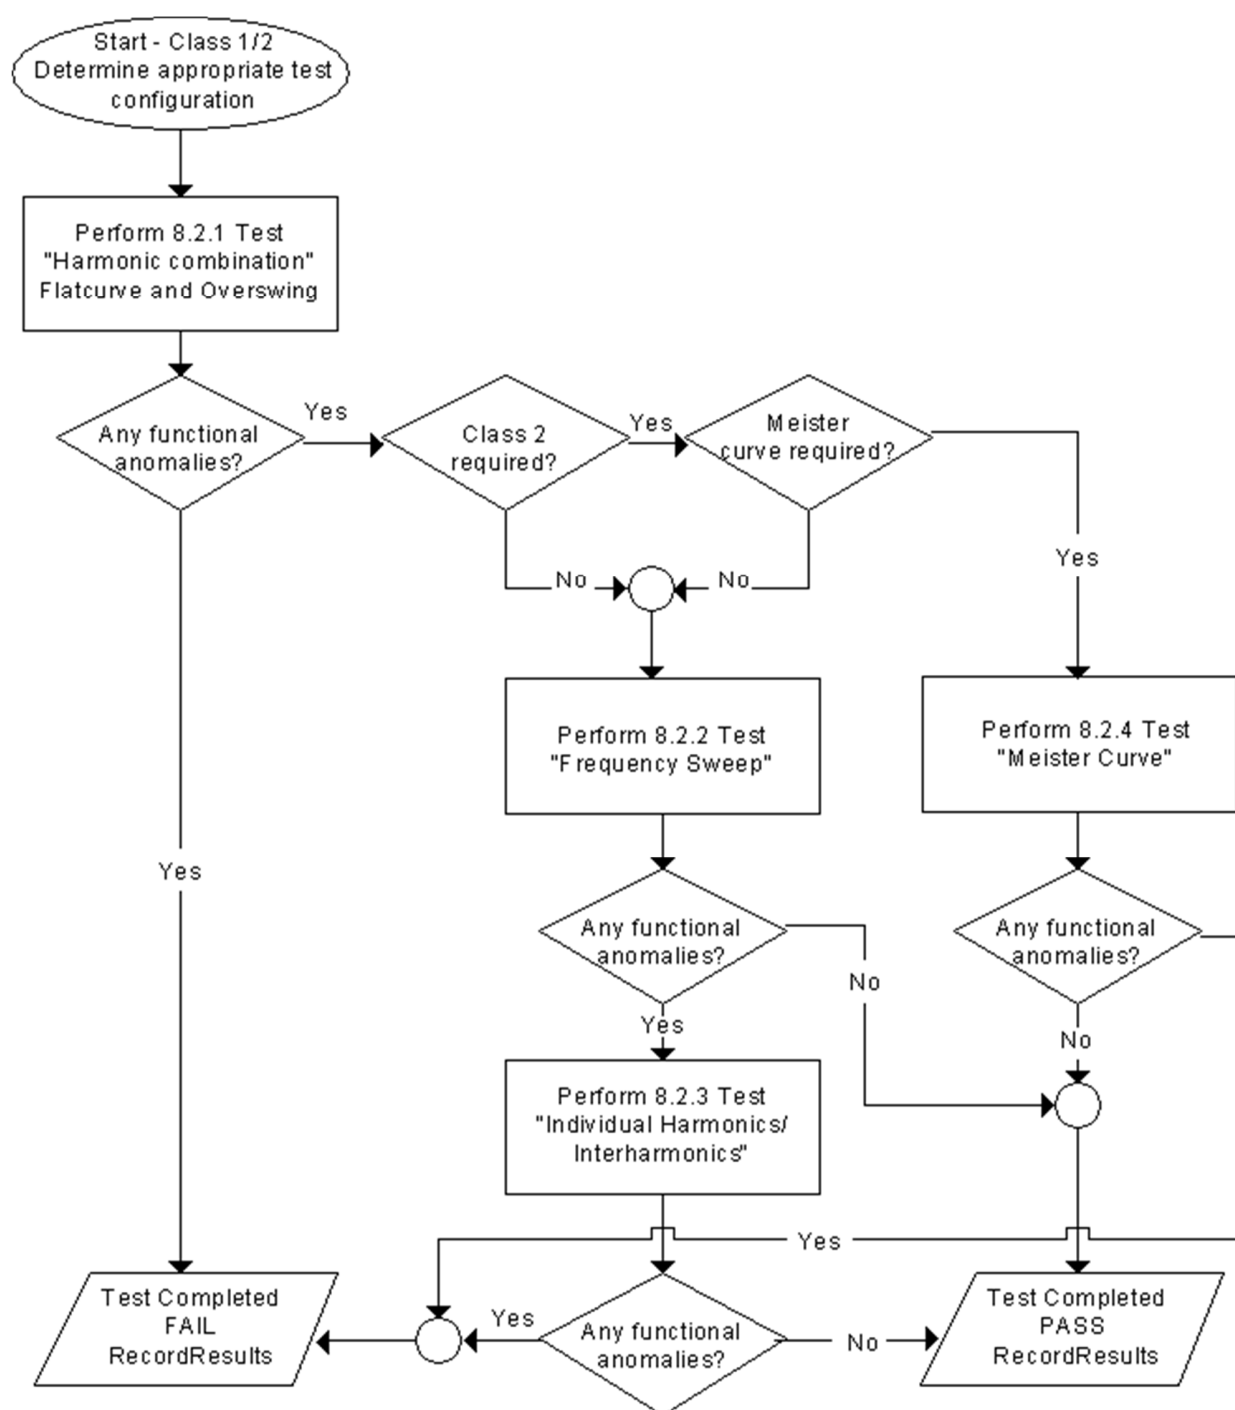 Start - Class 1/2
Determine appropriate test
configuration
Perform 8.2.1 Test
"Harmonic combination"
Flatcurve and Overswing
Any functional
anomalies?
Yes
Class 2
required?
Yes
Meister
curve required?
No
No
Yes
Perform 8.2.2 Test
"Frequency Sweep"
Perform 8.2.4 Test
"Meister Curve"
Yes
Any functional
anomalies?
No
Any functional
anomalies?
Yes
No
Perform 8.2.3 Test
"Individual Harmonics/
Interharmonics"
Yes
Test Completed
FAIL
RecordResults
Yes
Any functional
anomalies?
No
Test Completed
PASS
RecordResults